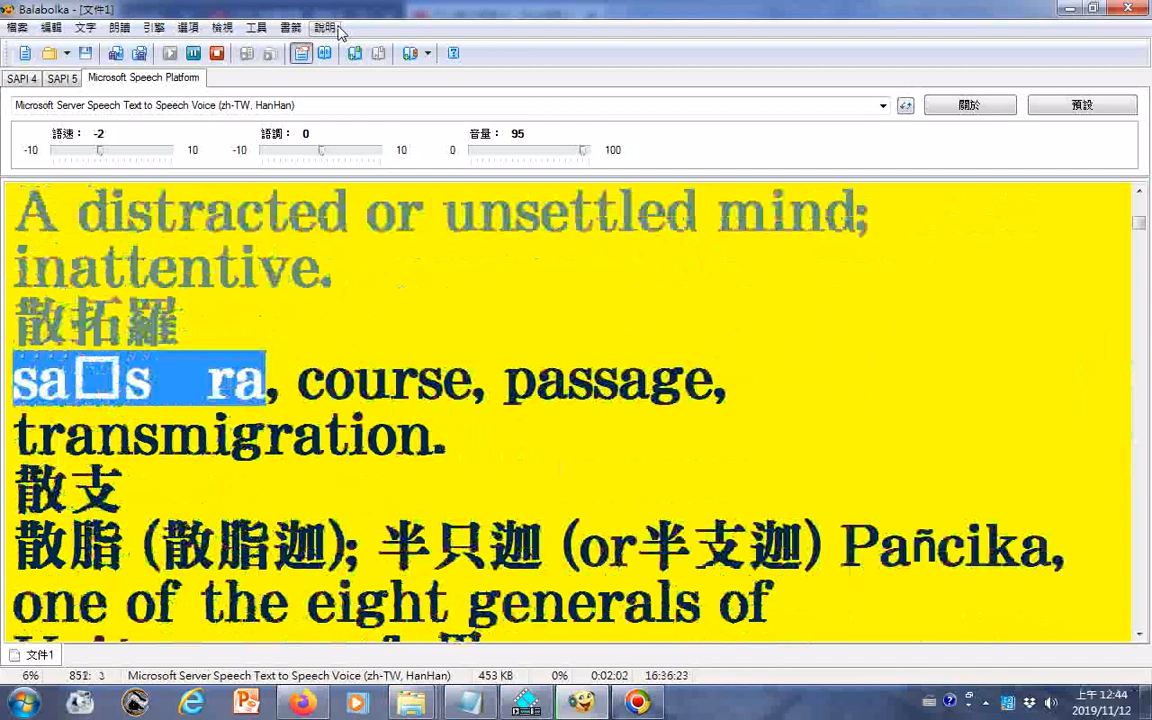 Balabolka - [文件1]
檔案 編輯 文字 朗讀 引擎 選項 檢視 工具 書籤 說明
SAPI 4 SAPI 5 Microsoft Speech Platform
Microsoft Server Speech Text to Speech Voice (zh-TW, HanHan) 關於 預設
語速： -2 語調： 0 音量： 95
-10 10 -10 10 0 100
A distracted or unsettled mind;
inattentive.
散拓羅
sa□s ra, course, passage,
transmigration.
散支
散脂 (散脂迦); 半只迦 (or半支迦) Pañcika,
one of the eight generals of
文件1
6% 851: 3 Microsoft Server Speech Text to Speech Voice (zh-TW, HanHan) 453 KB 0% 0:02:02 16:36:23
上午 12:44
2019/11/12